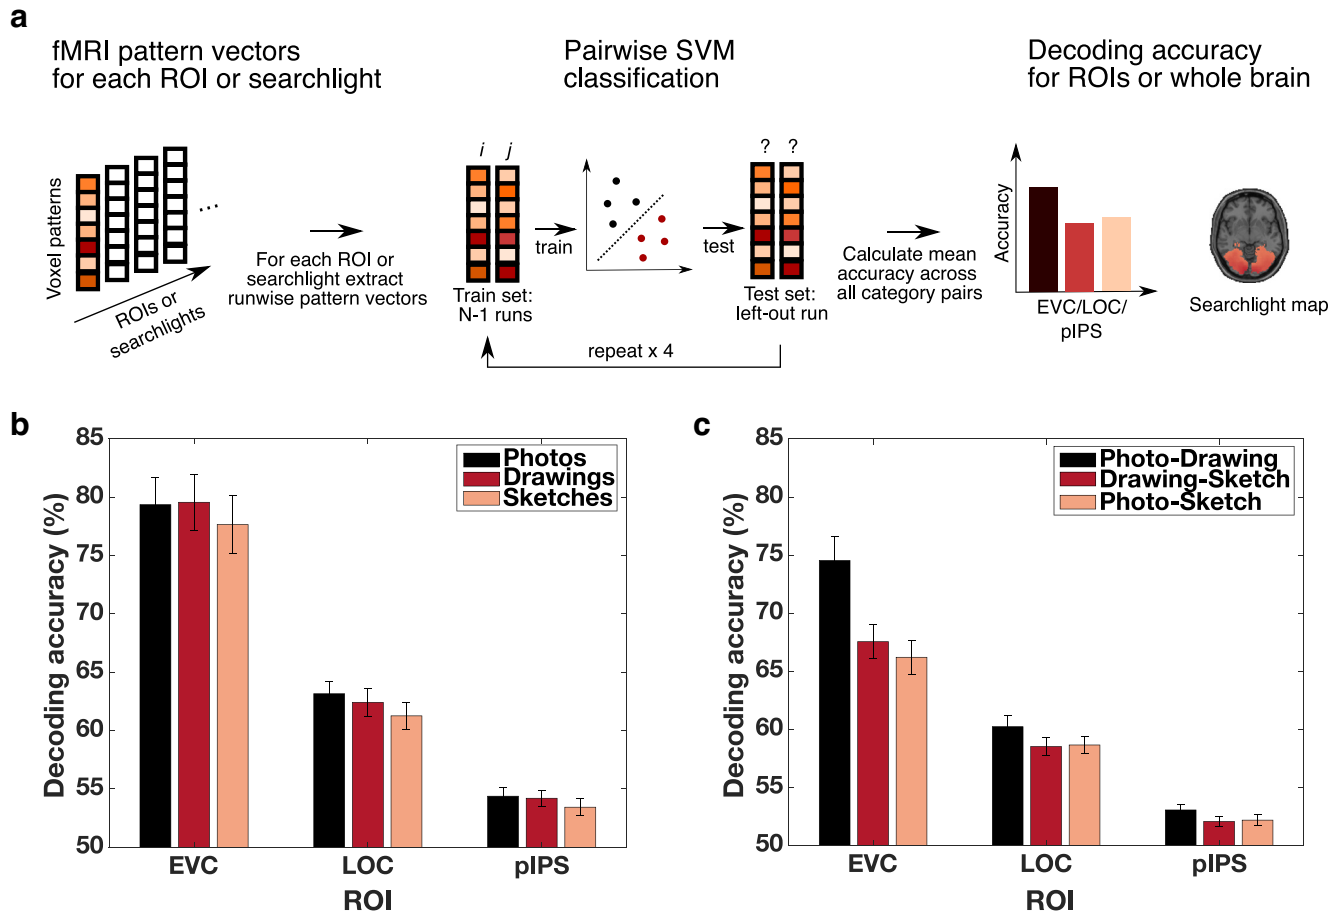 a
fMRI pattern vectors
for each ROI or searchlight
Pairwise SVM
classification
Decoding accuracy
for ROIs or whole brain
Voxel patterns
...
ROIs or
searchlights
For each ROI or
searchlight extract
runwise pattern vectors
i
j
Train set:
N-1 runs
train
test
?
?
Test set:
left-out run
repeat x 4
Calculate mean
accuracy across
all category pairs
Accuracy
EVC/LOC/
pIPS
Searchlight map
b
85
80
75
70
65
60
55
50
Decoding accuracy (%)
Photos
Drawings
Sketches
EVC
LOC
pIPS
ROI
c
85
80
75
70
65
60
55
50
Decoding accuracy (%)
Photo-Drawing
Drawing-Sketch
Photo-Sketch
EVC
LOC
pIPS
ROI